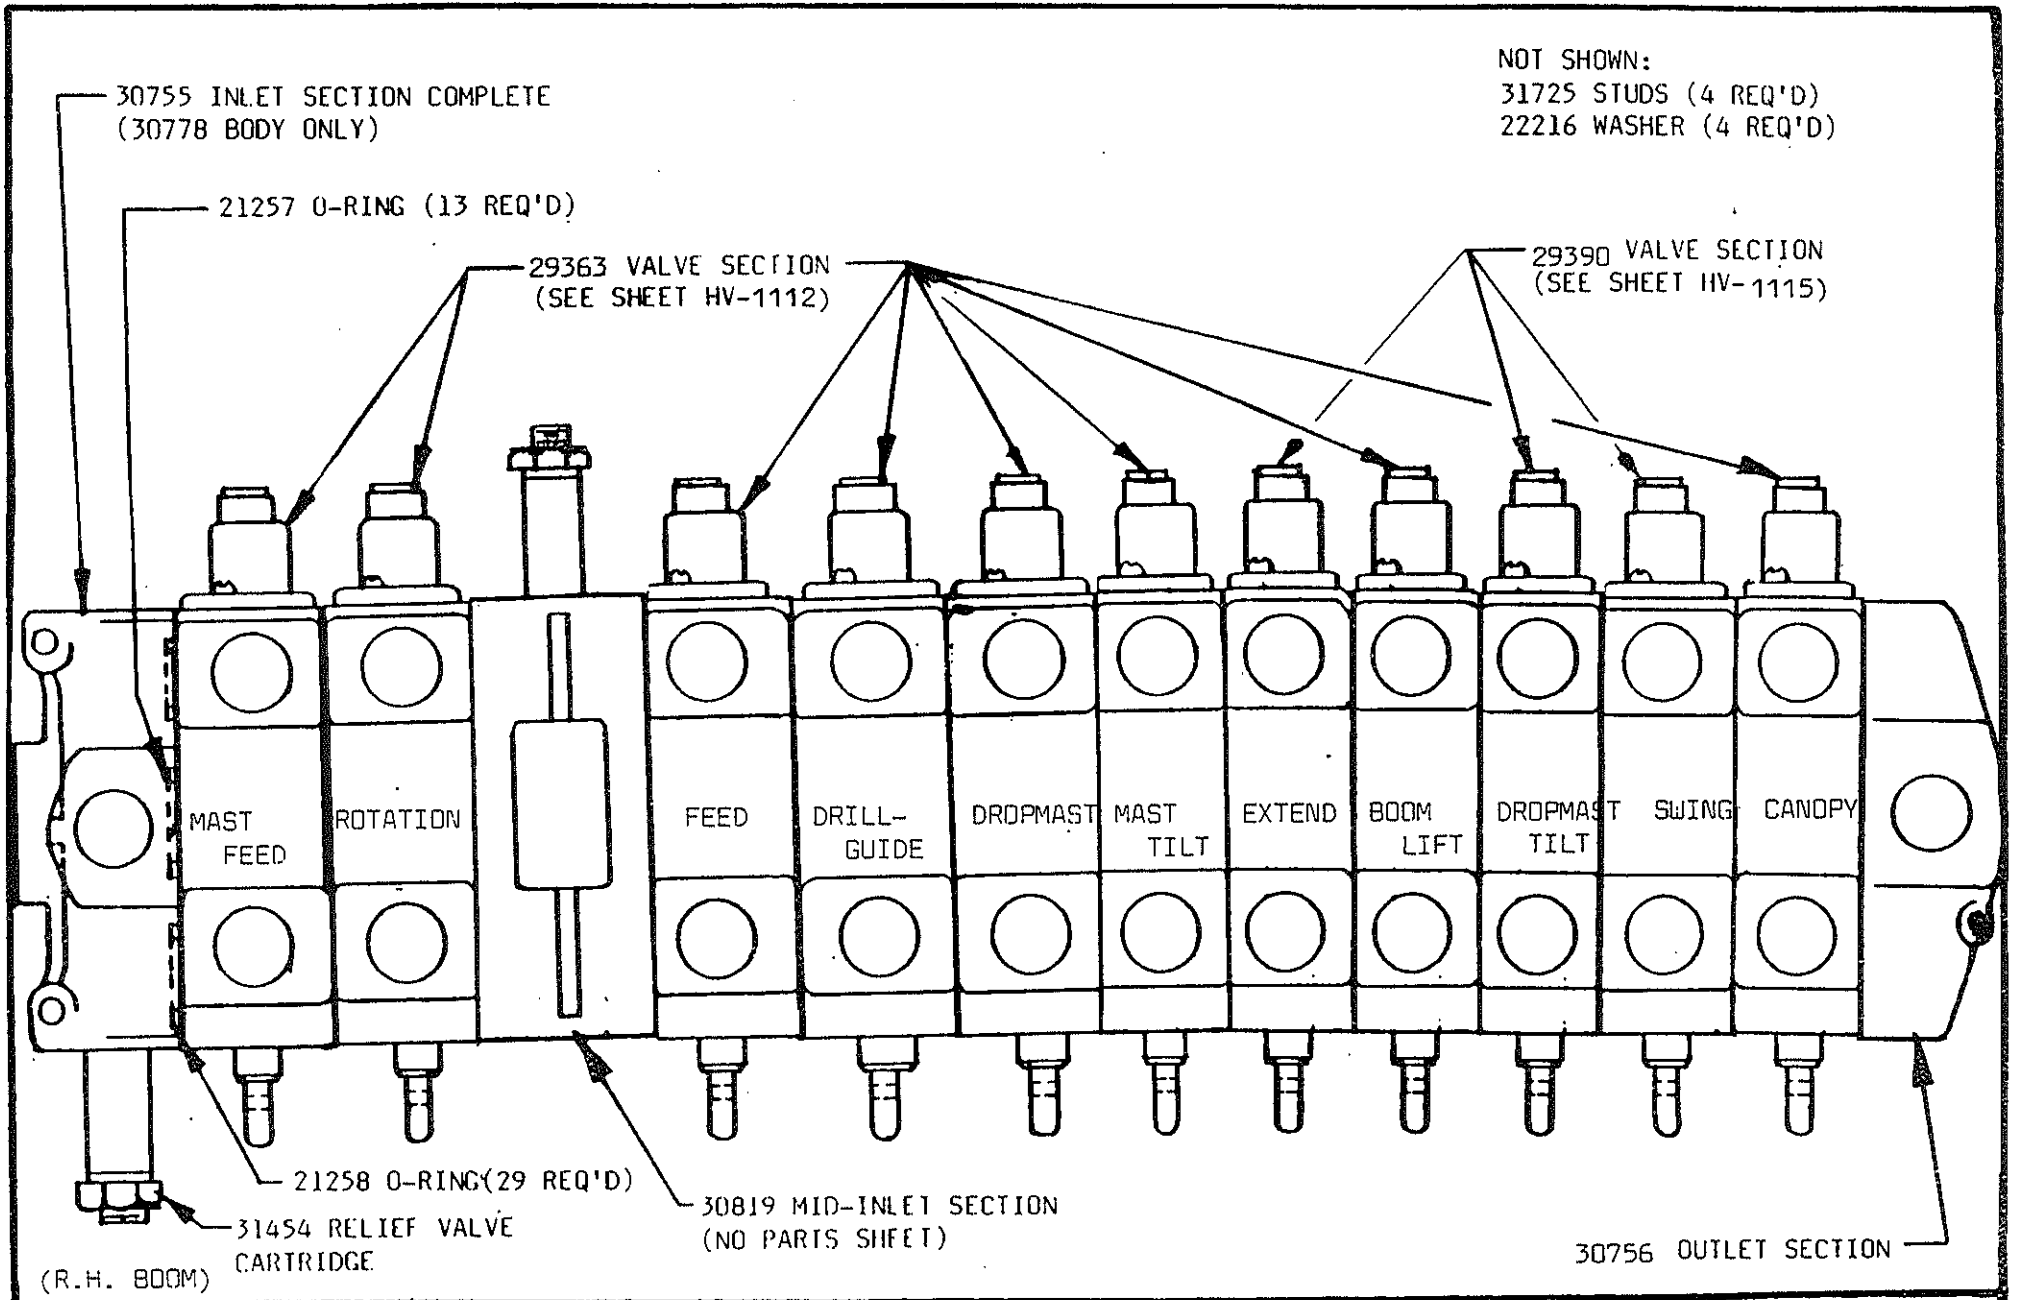 NOT SHOWN:
31725 STUDS (4 REQ'D)
22216 WASHER (4 REQ'D)
30755 INLET SECTION COMPLETE
(30778 BODY ONLY)
21257 O-RING (13 REQ'D)
29363 VALVE SECTION
(SEE SHEET HV-1112)
29390 VALVE SECTION
(SEE SHEET HV-1115)
MAST
FEED
ROTATION
FEED
DRILL-
GUIDE
DROPMAST
MAST
TILT
EXTEND
BOOM
LIFT
DROPMAST
TILT
SWING
CANOPY
21258 O-RING (29 REQ'D)
31454 RELIEF VALVE
CARTRIDGE
30819 MID-INLET SECTION
(NO PARTS SHEET)
30756 OUTLET SECTION
(R.H. BOOM)